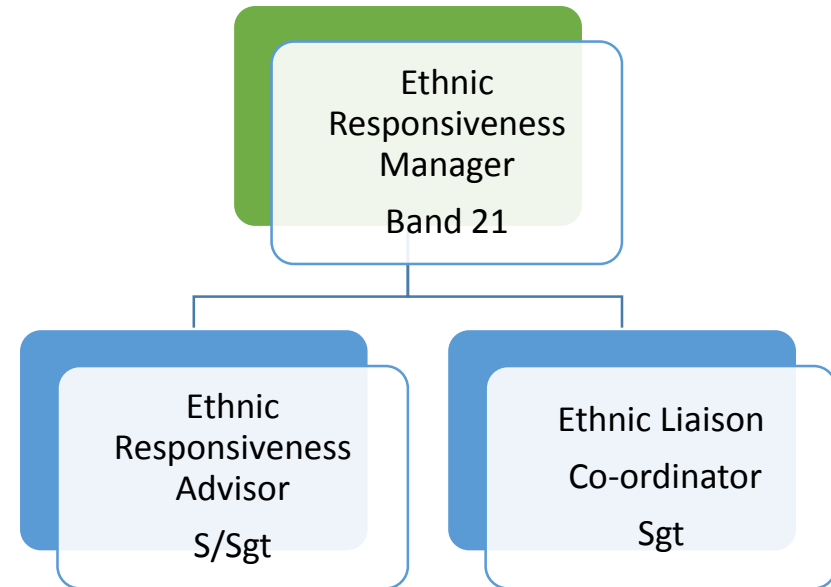 Ethnic
Responsiveness
Manager
Band 21
Ethnic
Responsiveness
Advisor
S/Sgt
Ethnic Liaison
Co-ordinator
Sgt